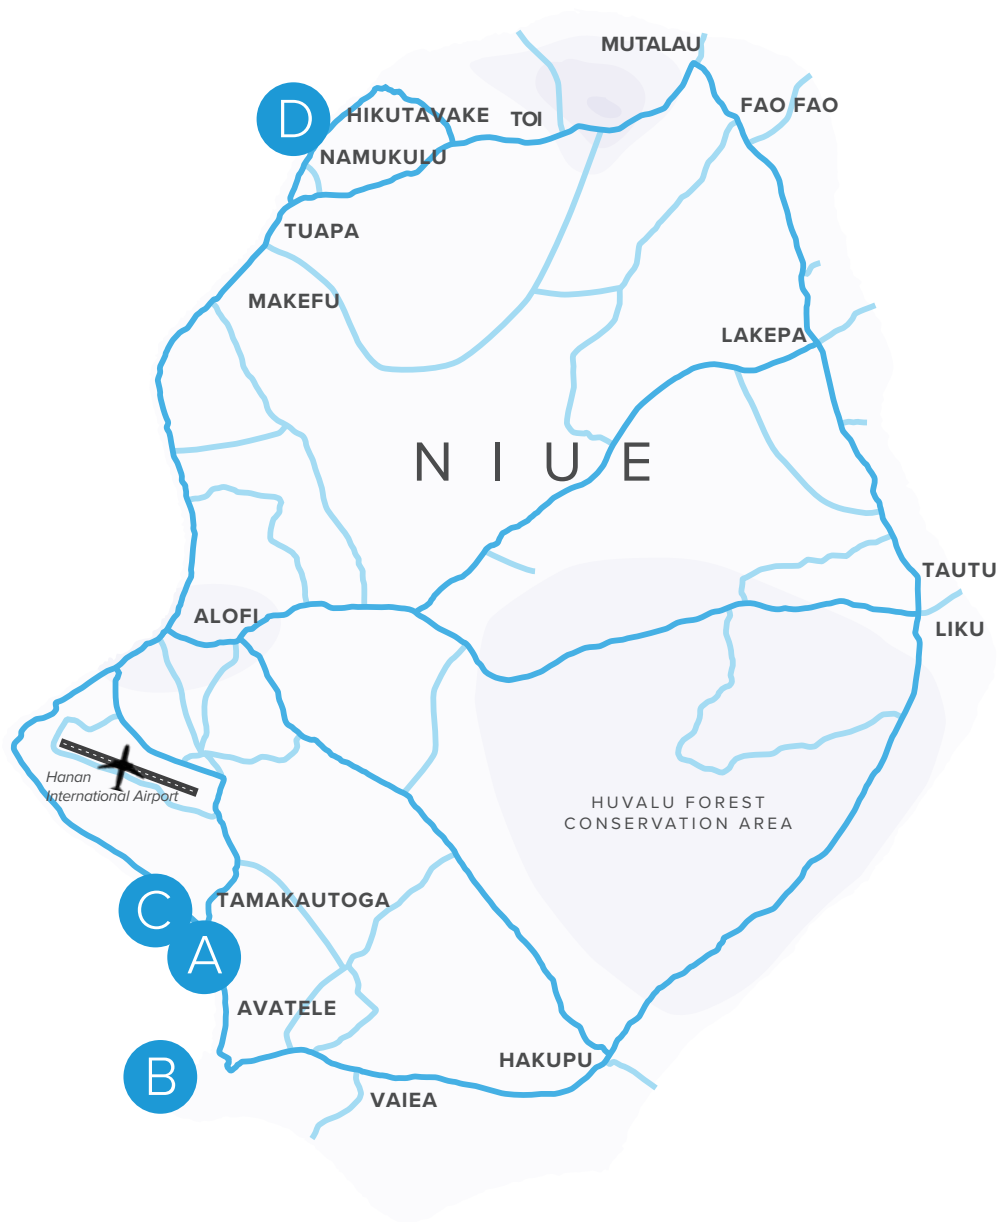 MUTALAU
FAO FAO
D
HIKUTAVAKE
TOI
NAMUKULU
TUAPA
MAKEFU
LAKEPA
NIUE
TAUTU
ALOFI
LIKU
Hanan
International Airport
HUVALU FOREST
CONSERVATION AREA
C
TAMAKAUTOGA
A
AVATELE
B
HAKUPU
VAIEA